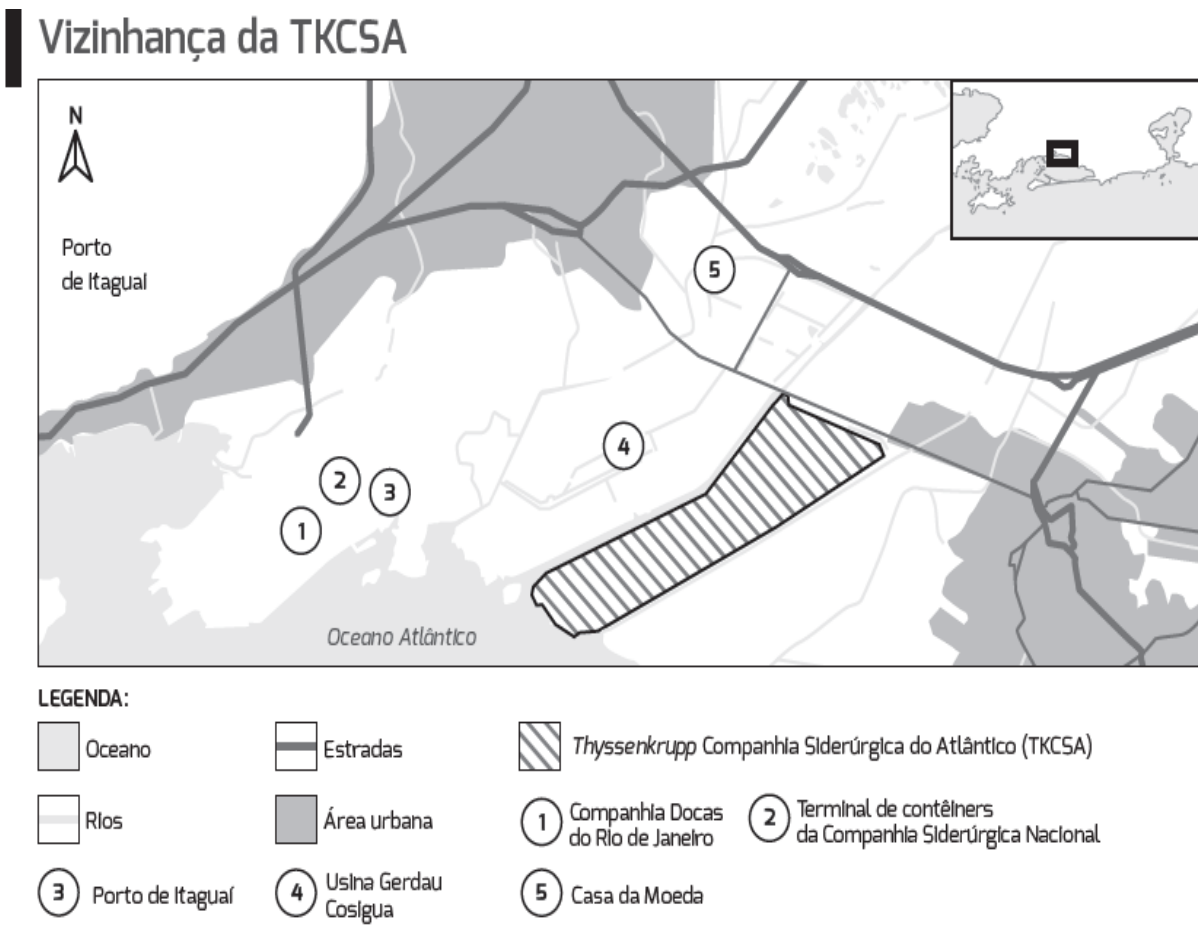 Vizinhança da TKCSA
N
Porto
de Itaguaí
5
4
2
3
1
Oceano Atlântico
LEGENDA:
Oceano
Estradas
Thyssenkrupp Companhia Siderúrgica do Atlântico (TKCSA)
Rios
Área urbana
1 Companhia Docas
do Rio de Janeiro
2 Terminal de contêiners
da Companhia Siderúrgica Nacional
3 Porto de Itaguaí
4 Usina Gerdau
Cosigua
5 Casa da Moeda